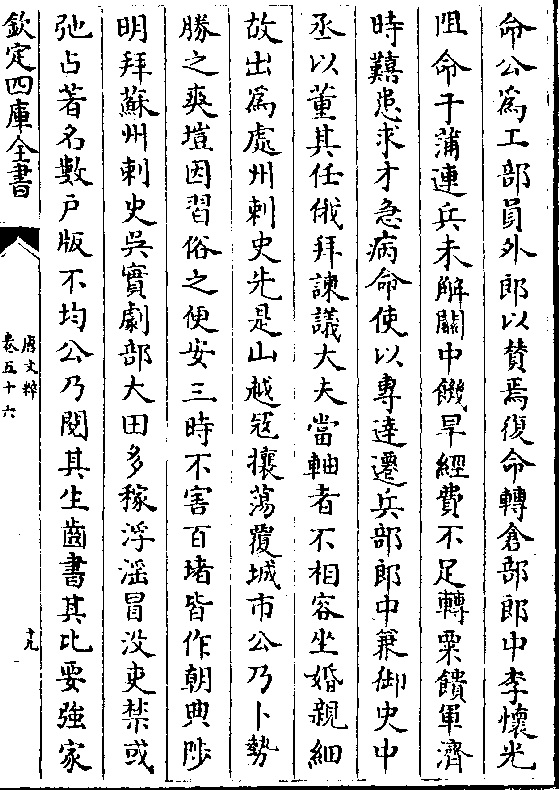 命公為工部員外郎以贊焉復命轉倉部郎中李懷光
阻命于蒲連兵未解關中饑旱經費不足轉粟饋軍濟
時艱患求才急病命使以專達遷兵部郎中兼御史中
丞以董其任俄拜諫議大夫當軸者不相容坐婚親細
故出為處州刺史先是山越冦攘蕩覆城市公乃卜勢
勝之爽塏因習俗之便安三時不害百堵皆作朝典陟
明拜蘇州刺史吳實劇部大田多稼浮滛冒没吏禁或
弛占著名數户版不均公乃閱其生齒書其比要強家
欽定四庫全書
唐文粹
卷五十六
十九